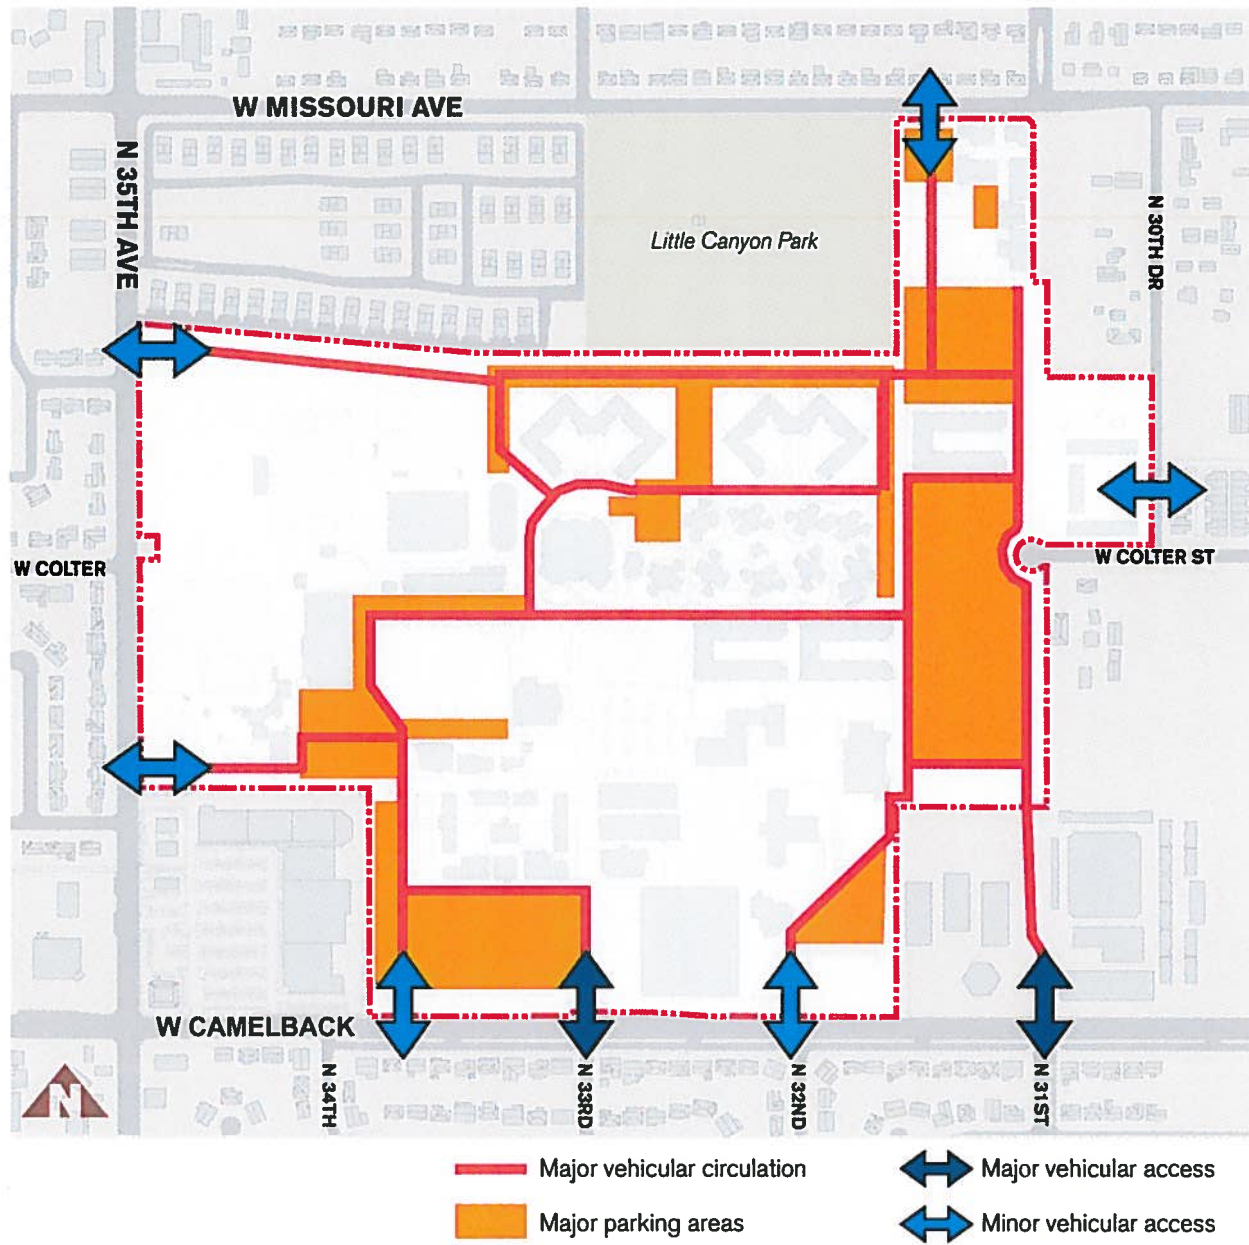 W MISSOURI AVE
N 35TH AVE
Little Canyon Park
N 30TH DR
W COLTER
W COLTER ST
W CAMELBACK
N 34TH
N 33RD
N 32ND
N 31ST
N
Major vehicular circulation
Major vehicular access
Major parking areas
Minor vehicular access